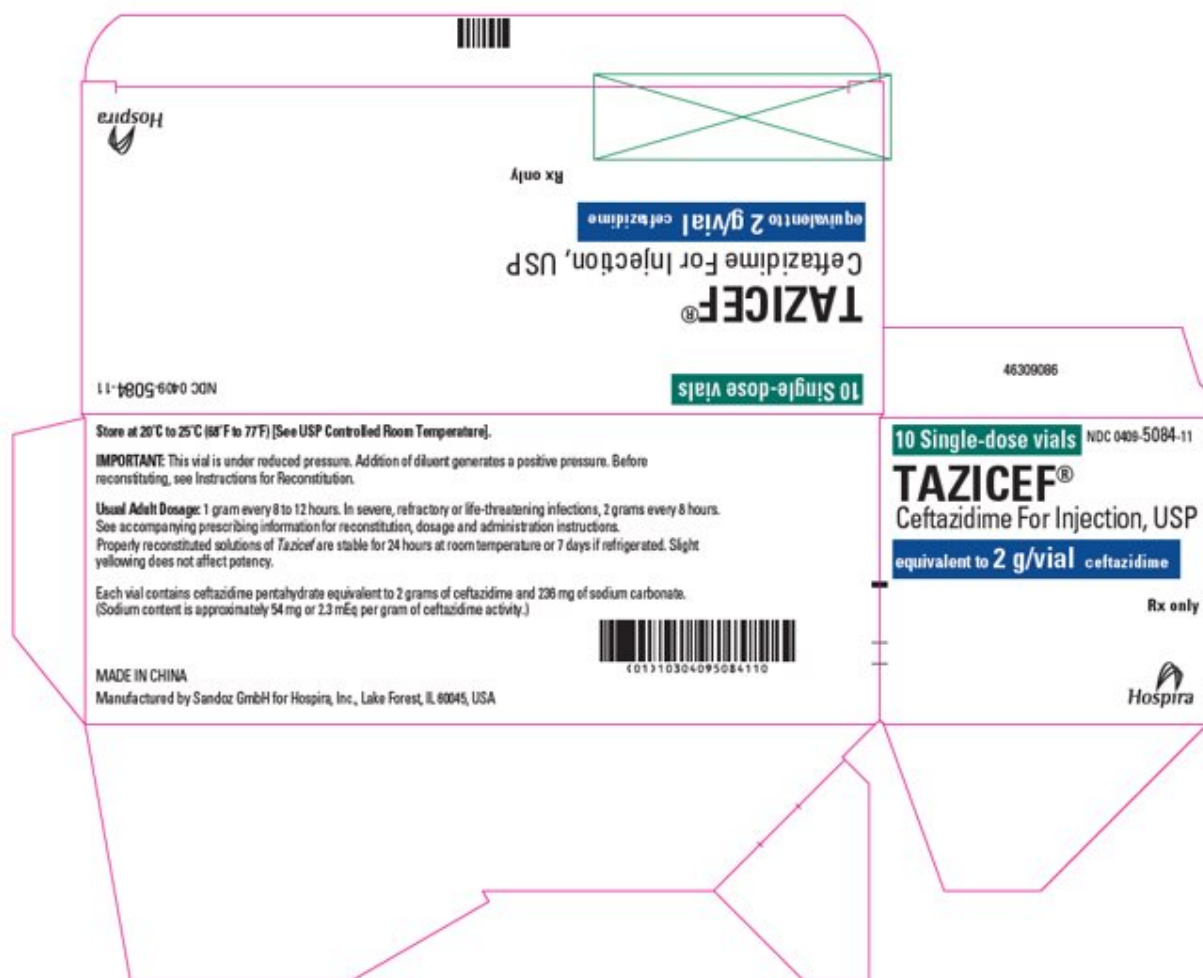 Hospira
Rx only
equivalent to 2 g/vial ceftazidime
Ceftazidime For Injection, USP
TAZICEF®
NDC 0409-5084-11
10 Single-dose vials
Store at 20˚C to 25˚C (68˚F to 77˚F) [See USP Controlled Room Temperature].
IMPORTANT: This vial is under reduced pressure. Addition of diluent generates a positive pressure. Before
reconstituting, see Instructions for Reconstitution.
Usual Adult Dosage: 1 gram every 8 to 12 hours. In severe, refractory or life-threatening infections, 2 grams every 8 hours.
See accompanying prescribing information for reconstitution, dosage and administration instructions.
Properly reconstituted solutions of Tazicef are stable for 24 hours at room temperature or 7 days if refrigerated. Slight
yellowing does not affect potency.
Each vial contains ceftazidime pentahydrate equivalent to 2 grams of ceftazidime and 236 mg of sodium carbonate.
(Sodium content is approximately 54 mg or 2.3 mEq per gram of ceftazidime activity.)
(01)10304095084110
MADE IN CHINA
Manufactured by Sandoz GmbH for Hospira, Inc., Lake Forest, IL 60045, USA
46309086
10 Single-dose vials NDC 0409-5084-11
TAZICEF®
Ceftazidime For Injection, USP
equivalent to 2 g/vial ceftazidime
Rx only
Hospira